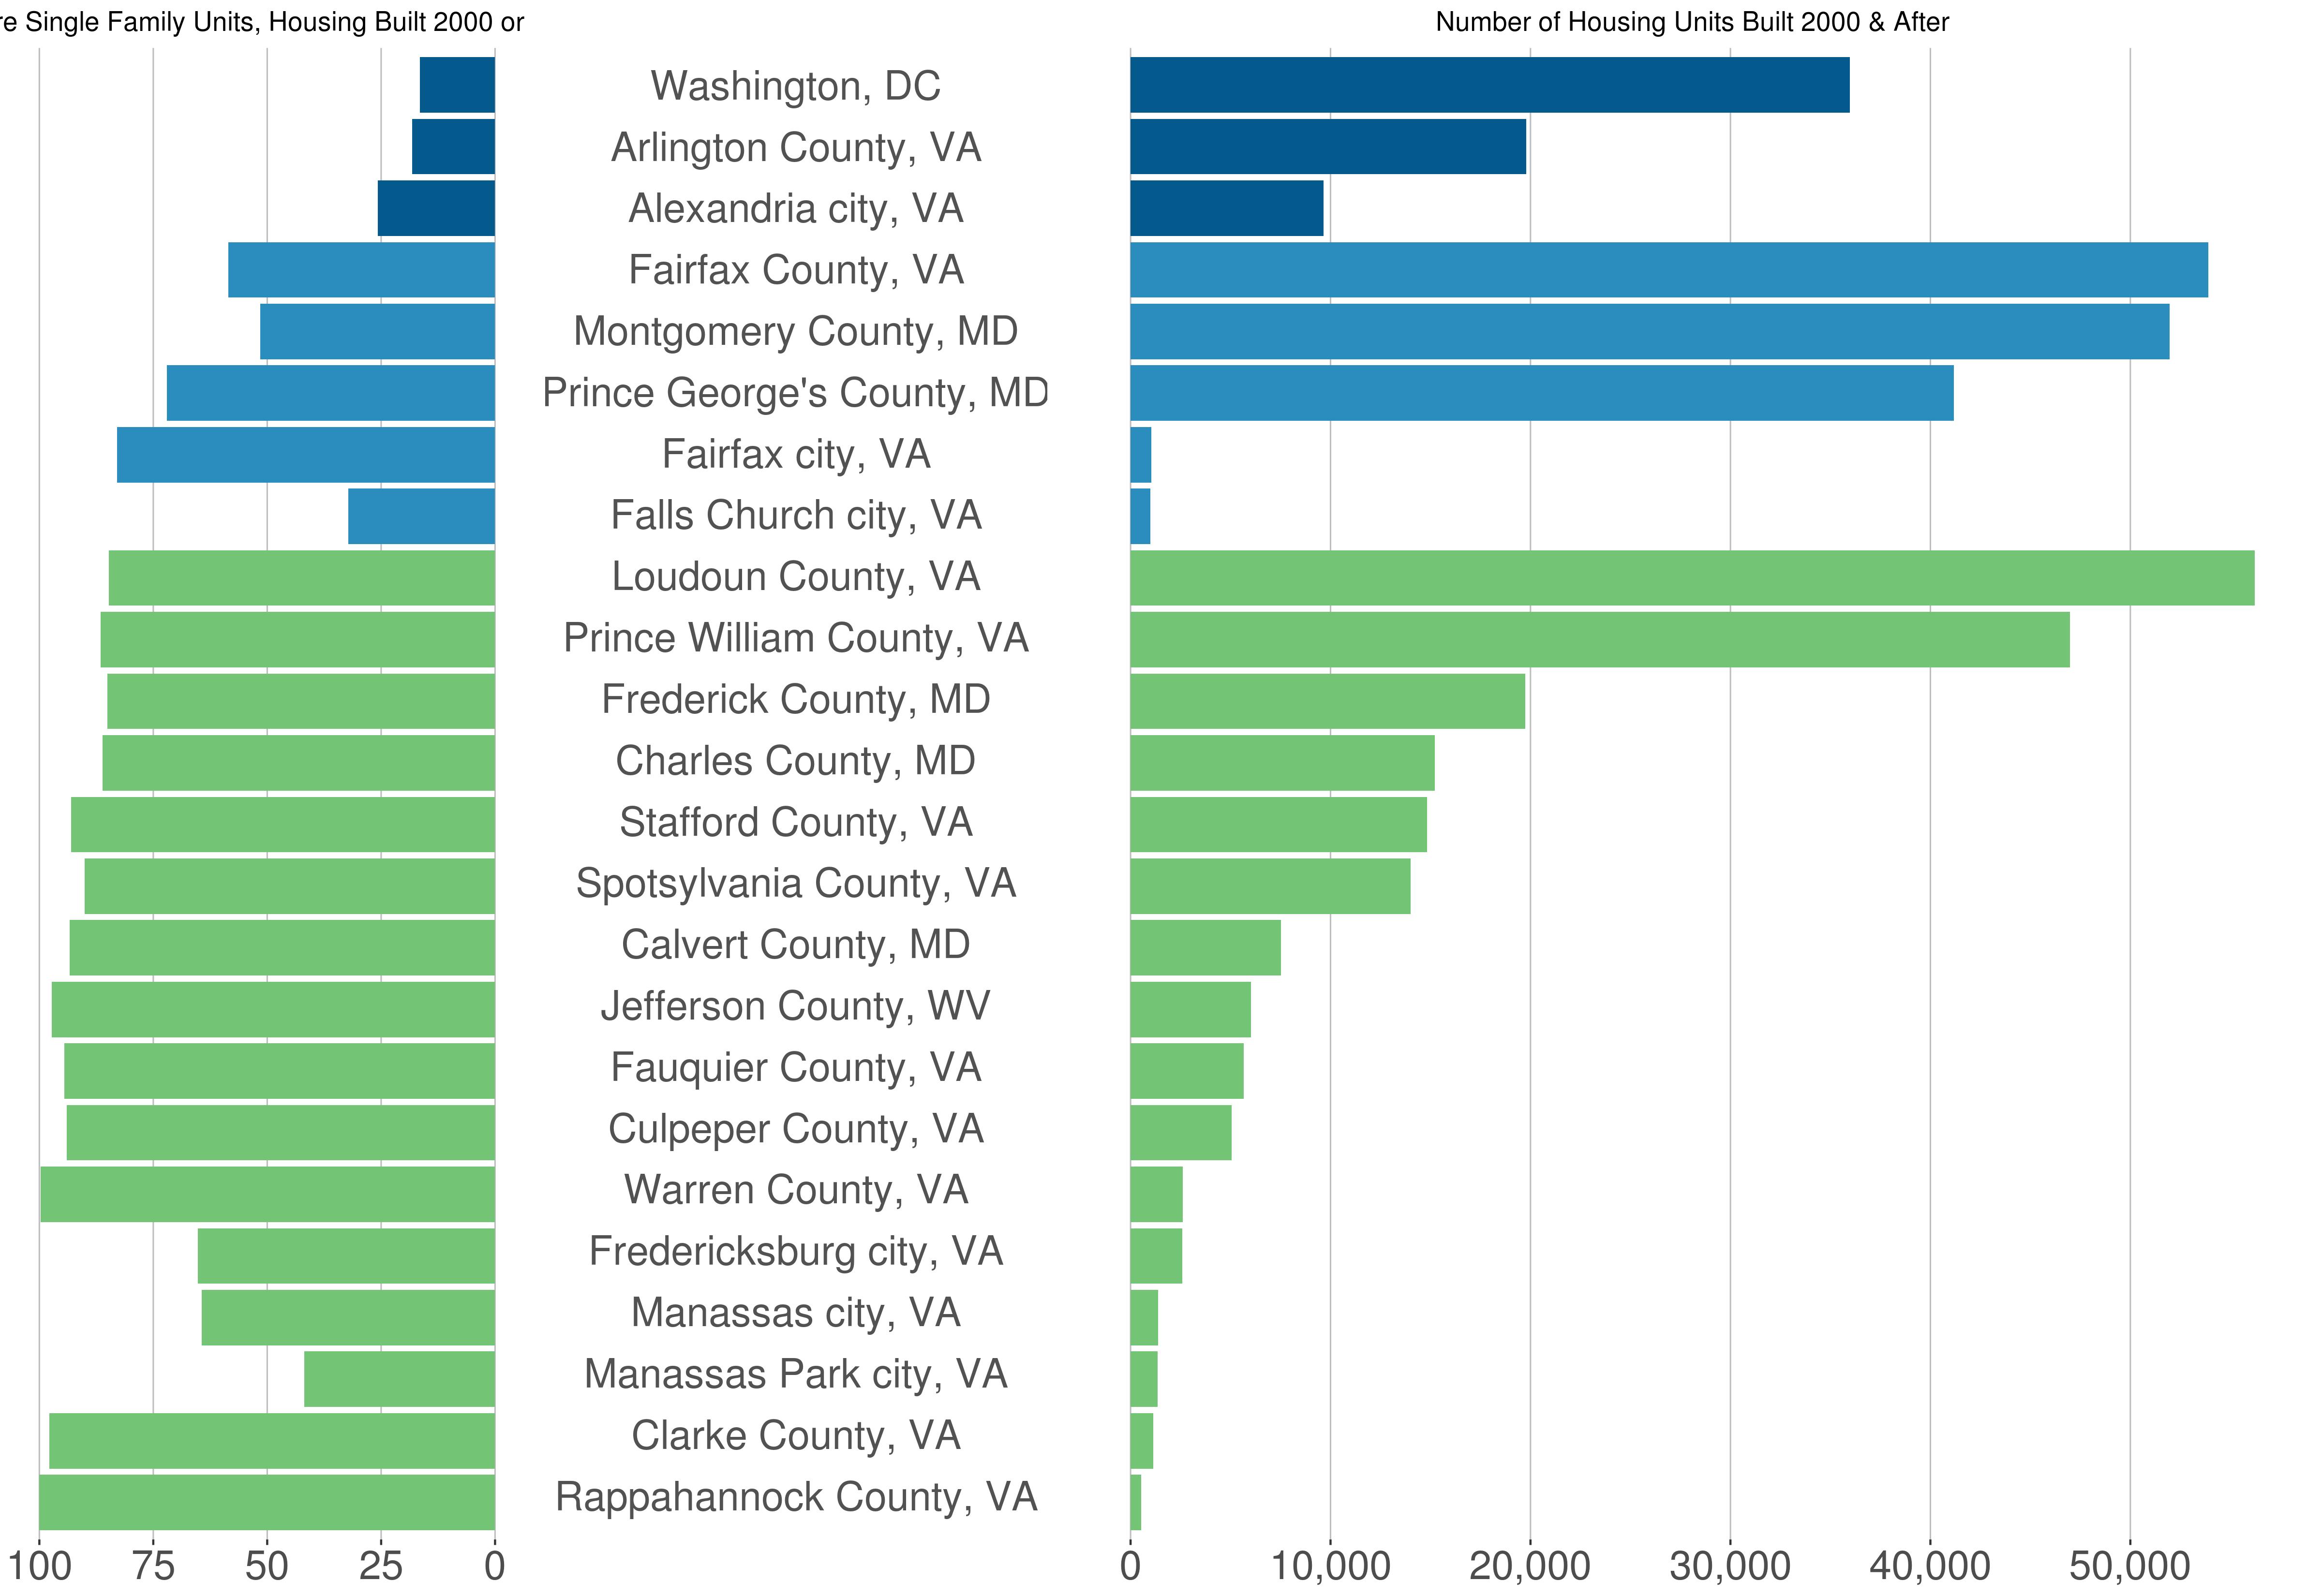 re Single Family Units, Housing Built 2000 or
Number of Housing Units Built 2000 & After
Washington, DC
Arlington County, VA
Alexandria city, VA
Fairfax County, VA
Montgomery County, MD
Prince George's County, MD
Fairfax city, VA
Falls Church city, VA
Loudoun County, VA
Prince William County, VA
Frederick County, MD
Charles County, MD
Stafford County, VA
Spotsylvania County, VA
Calvert County, MD
Jefferson County, WV
Fauquier County, VA
Culpeper County, VA
Warren County, VA
Fredericksburg city, VA
Manassas city, VA
Manassas Park city, VA
Clarke County, VA
Rappahannock County, VA
100 75 50 25 0
0 10,000 20,000 30,000 40,000 50,000